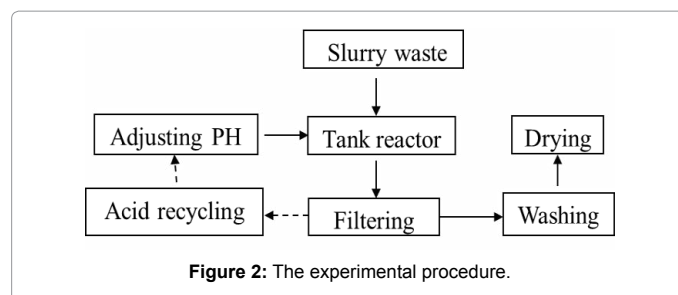 Slurry waste
Adjusting PH
Tank reactor
Drying
Acid recycling
Filtering
Washing
Figure 2: The experimental procedure.